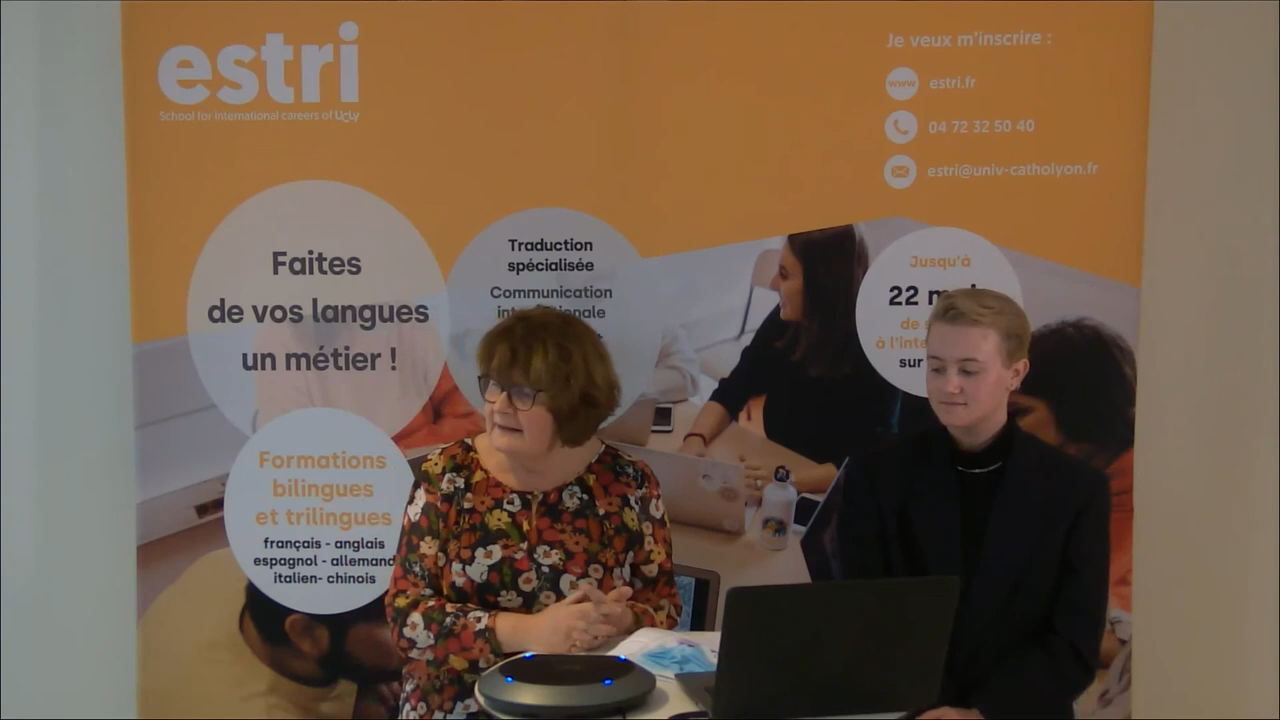 estri
School for international careers of UCLy
Je veux m'inscrire :
www
estri.fr
04 72 32 50 40
estri@univ-catholyon.fr
Faites
de vos langues
un métier !
Traduction
spécialisée
Communication
Jusqu'à
22
de
à l'inte
sur
Formations
bilingues
et trilingues
français - anglais
espagnol - allemand
italien- chinois